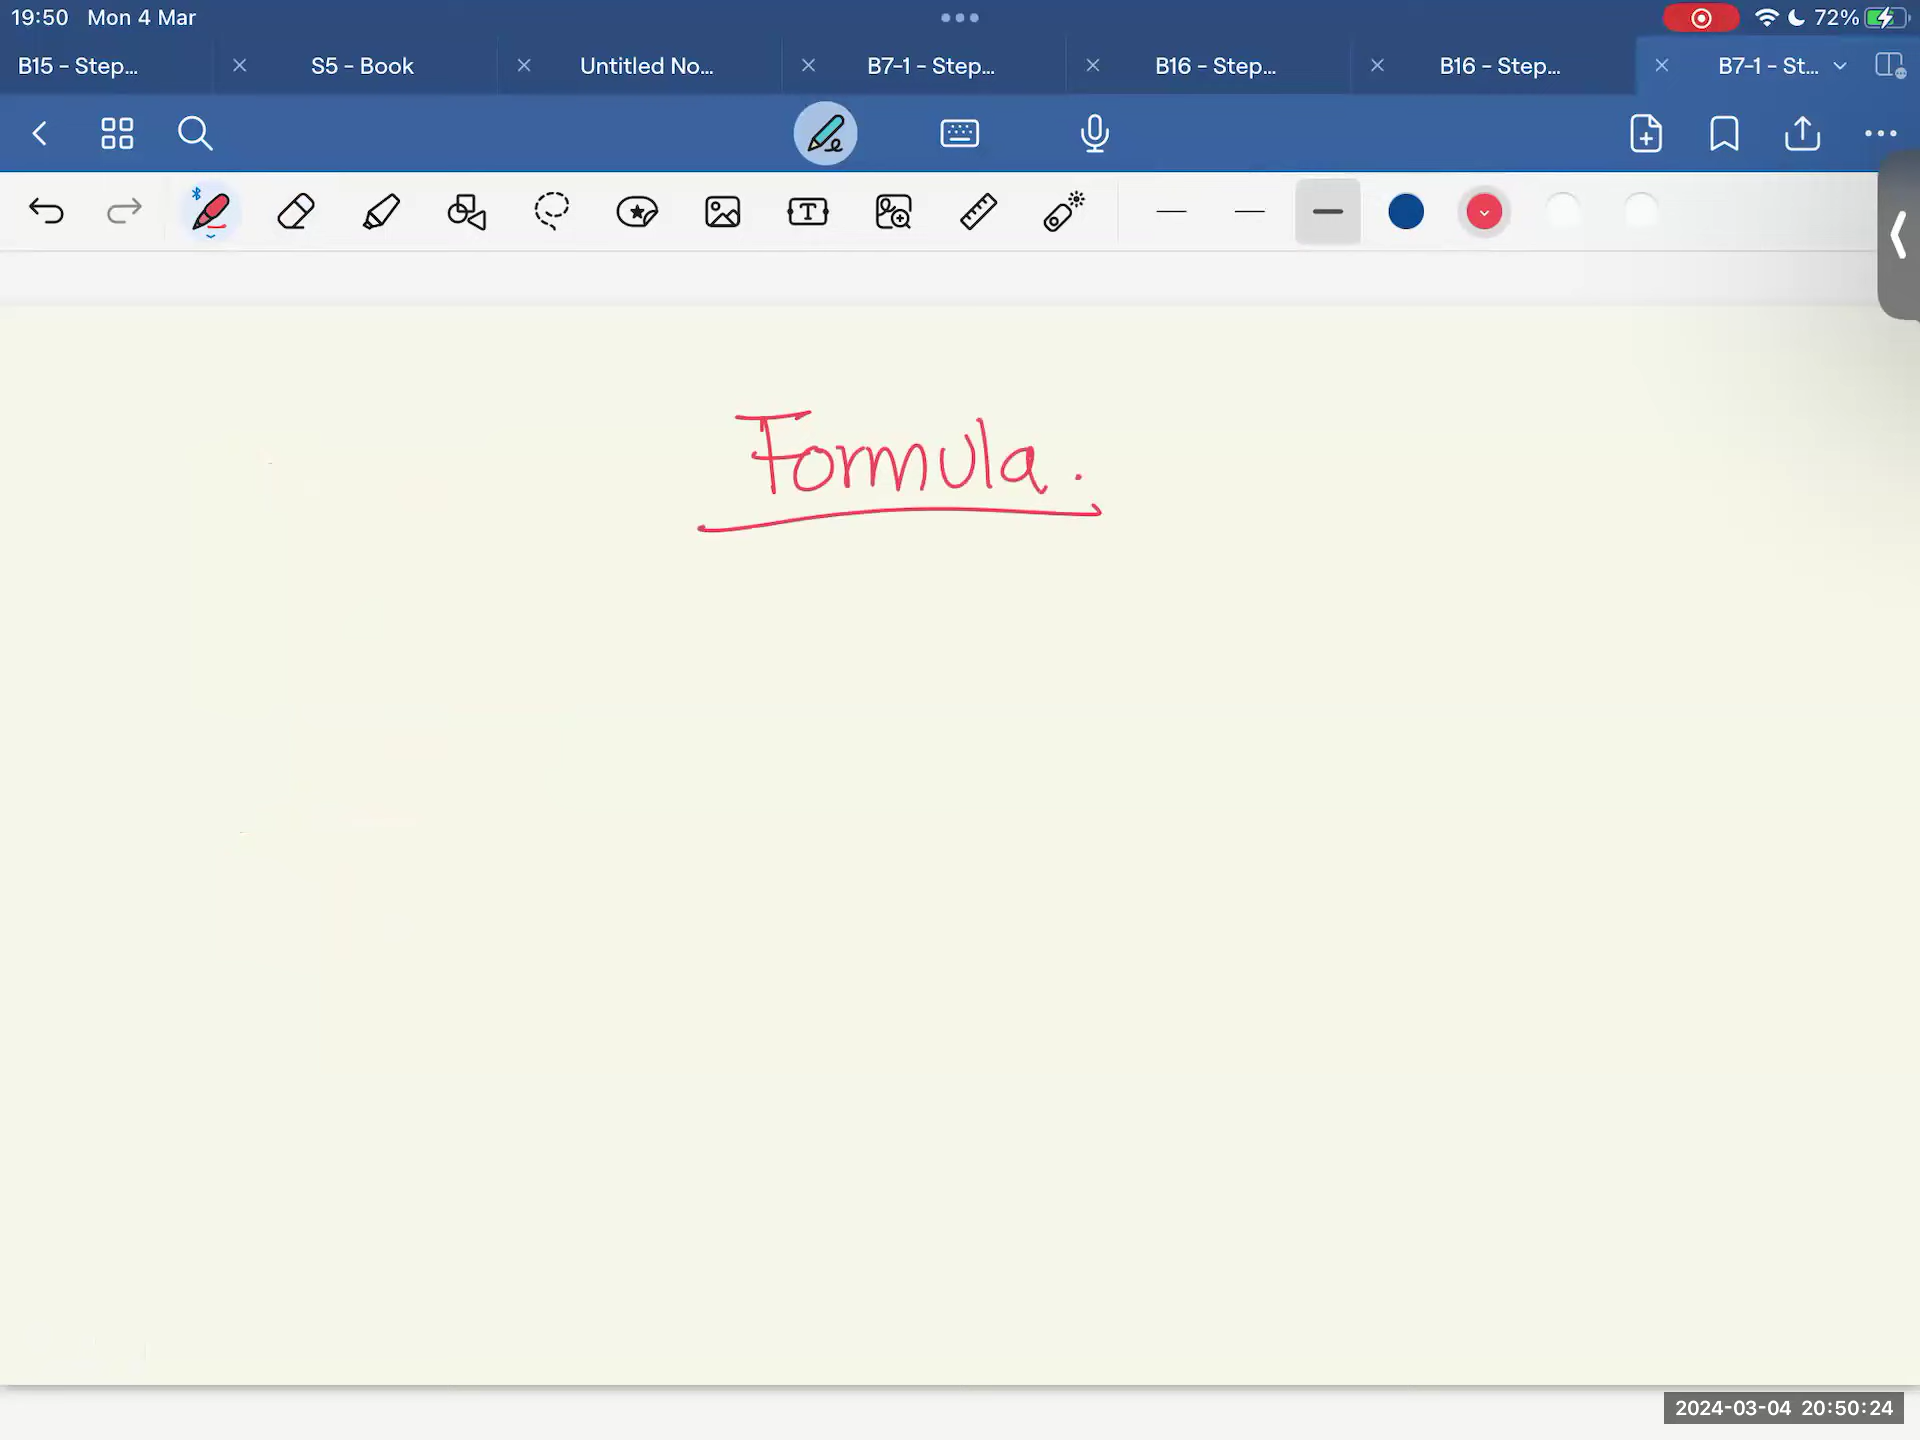 19:50 Mon 4 Mar
72%
B15 - Step...
S5 - Book
Untitled No...
B7-1 - Step...
B16 - Step...
B16 - Step...
B7-1 - St...
Formula.
2024-03-04 20:50:24